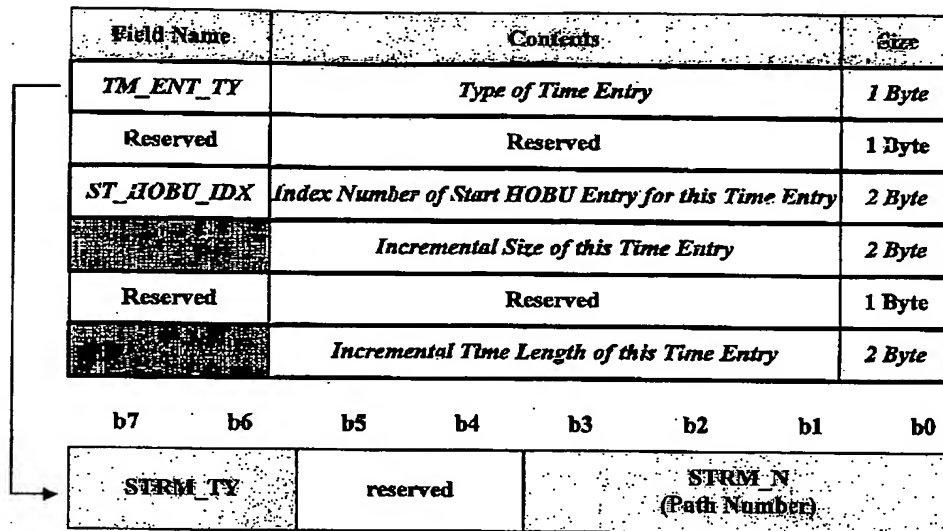 Field Name Contents Size
TM_ENT_TY Type of Time Entry 1 Byte
Reserved Reserved 1 Byte
ST_HOBU_IDX Index Number of Start HOBU Entry for this Time Entry 2 Byte
Incremental Size of this Time Entry 2 Byte
Reserved Reserved 1 Byte
Incremental Time Length of this Time Entry 2 Byte
b7 b6 b5 b4 b3 b2 b1 b0
STRM_TY reserved STRM_N
(Path Number)